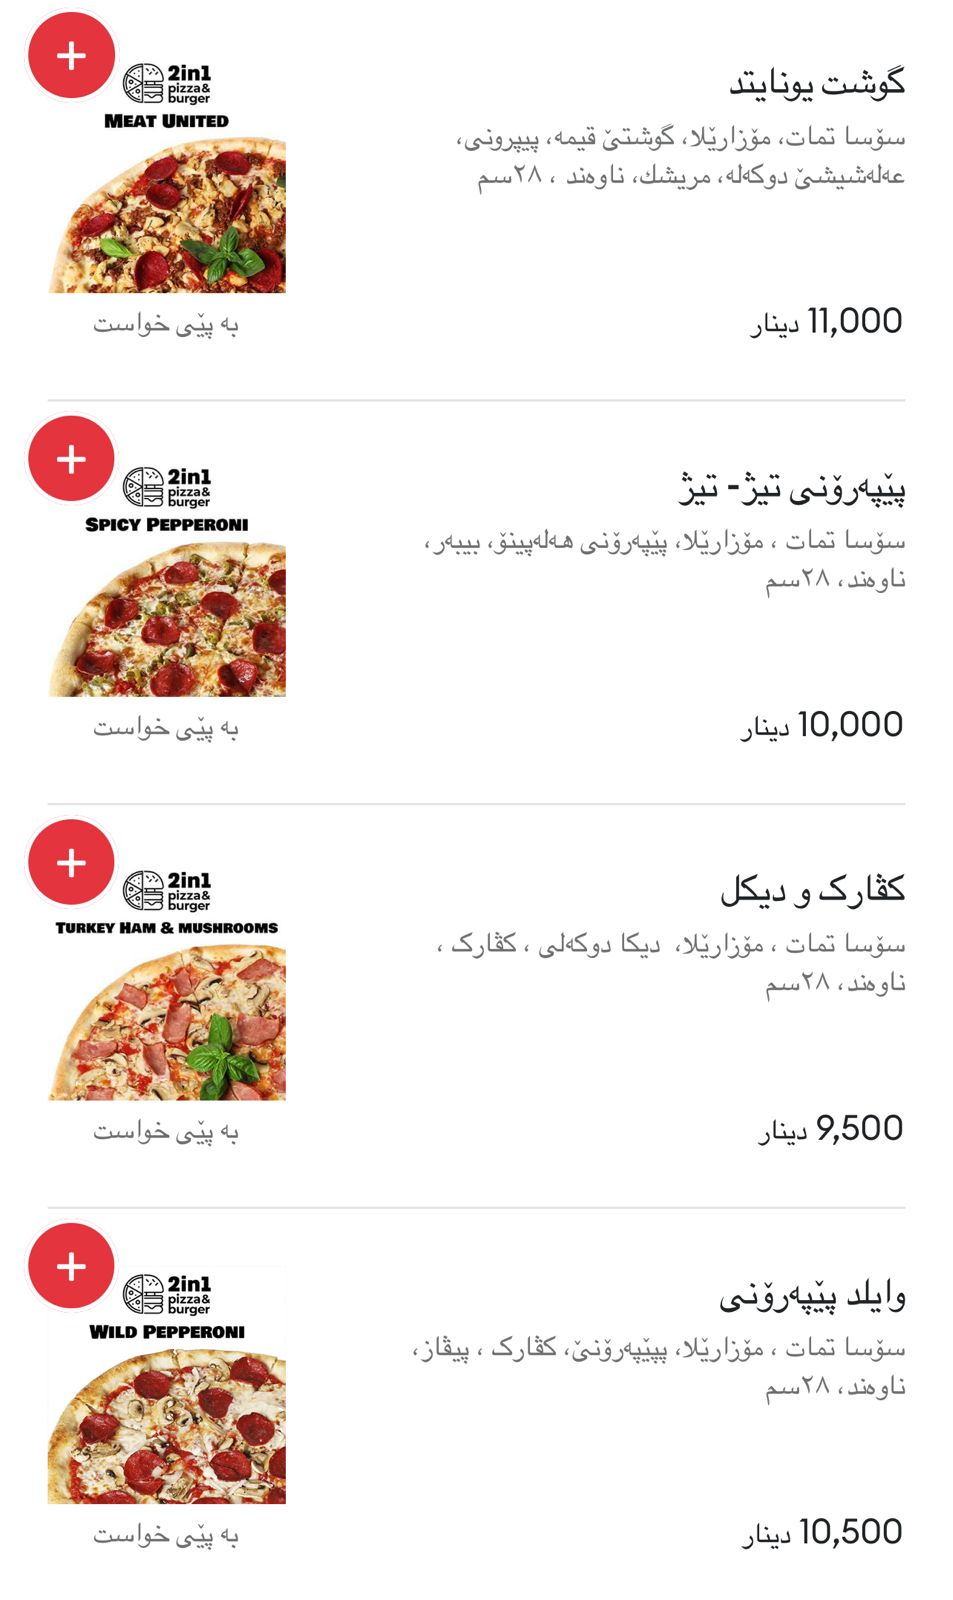 گوشت یونایتد
سۆسا تمات، مۆزارێلا، گوشتێ قیمە، پیپرونی،
عەلەشیشێ دوکەلە، مریشك، ناوەند ، ٢٨سم
11,000 دینار
2in1
pizza&
burger
MEAT UNITED
بە پێی خواست
پێپەرۆنی تیژ- تیژ
سۆسا تمات ، مۆزارێلا، پێپەرۆنی هەلەپینۆ، بیبەر،
ناوەند، ٢٨سم
10,000 دینار
2in1
pizza&
burger
SPICY PEPPERONI
بە پێی خواست
کڤارک و دیکل
سۆسا تمات ، مۆزارێلا،  دیکا دوکەلی ، کڤارک ،
ناوەند، ٢٨سم
9,500 دینار
2in1
pizza&
burger
TURKEY HAM & MUSHROOMS
بە پێی خواست
وایلد پێپەرۆنی
سۆسا تمات ، مۆزارێلا، پپێپەرۆنێ، کڤارک ، پیڤاز،
ناوەند، ٢٨سم
10,500 دینار
2in1
pizza&
burger
WILD PEPPERONI
بە پێی خواست